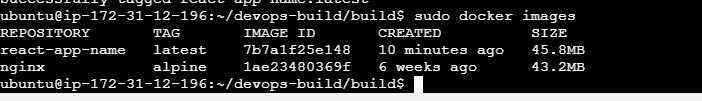 Successfully tagged react-app-name:latest
ubuntu@ip-172-31-12-196:~/devops-build/build$ sudo docker images
REPOSITORY TAG IMAGE ID CREATED SIZE
react-app-name latest 7b7a1f25e148 10 minutes ago 45.8MB
nginx alpine 1ae23480369f 6 weeks ago 43.2MB
ubuntu@ip-172-31-12-196:~/devops-build/build$